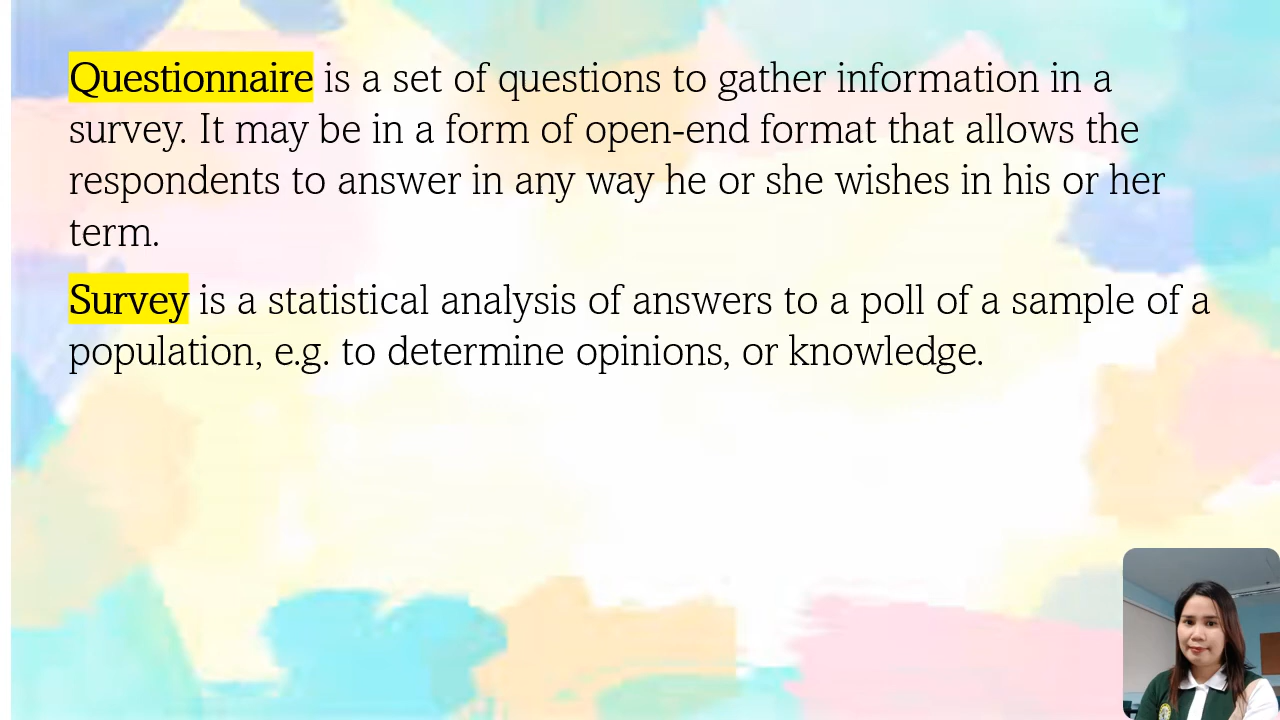 Questionnaire is a set of questions to gather information in a
survey. It may be in a form of open-end format that allows the
respondents to answer in any way he or she wishes in his or her
term.
Survey is a statistical analysis of answers to a poll of a sample of a
population, e.g. to determine opinions, or knowledge.